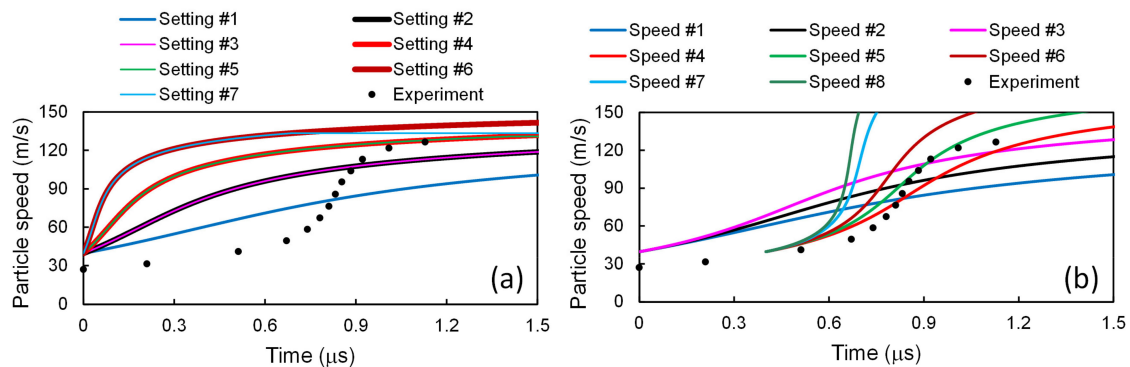 Setting #1 Setting #2
Setting #3 Setting #4
Setting #5 Setting #6
Setting #7 Experiment
150
120
90
60
30
0
Particle speed (m/s)
(a)
0 0.3 0.6 0.9 1.2 1.5
Time (μs)
Speed #1 Speed #2 Speed #3
Speed #4 Speed #5 Speed #6
Speed #7 Speed #8 Experiment
150
120
90
60
30
0
Particle speed (m/s)
(b)
0 0.3 0.6 0.9 1.2 1.5
Time (μs)